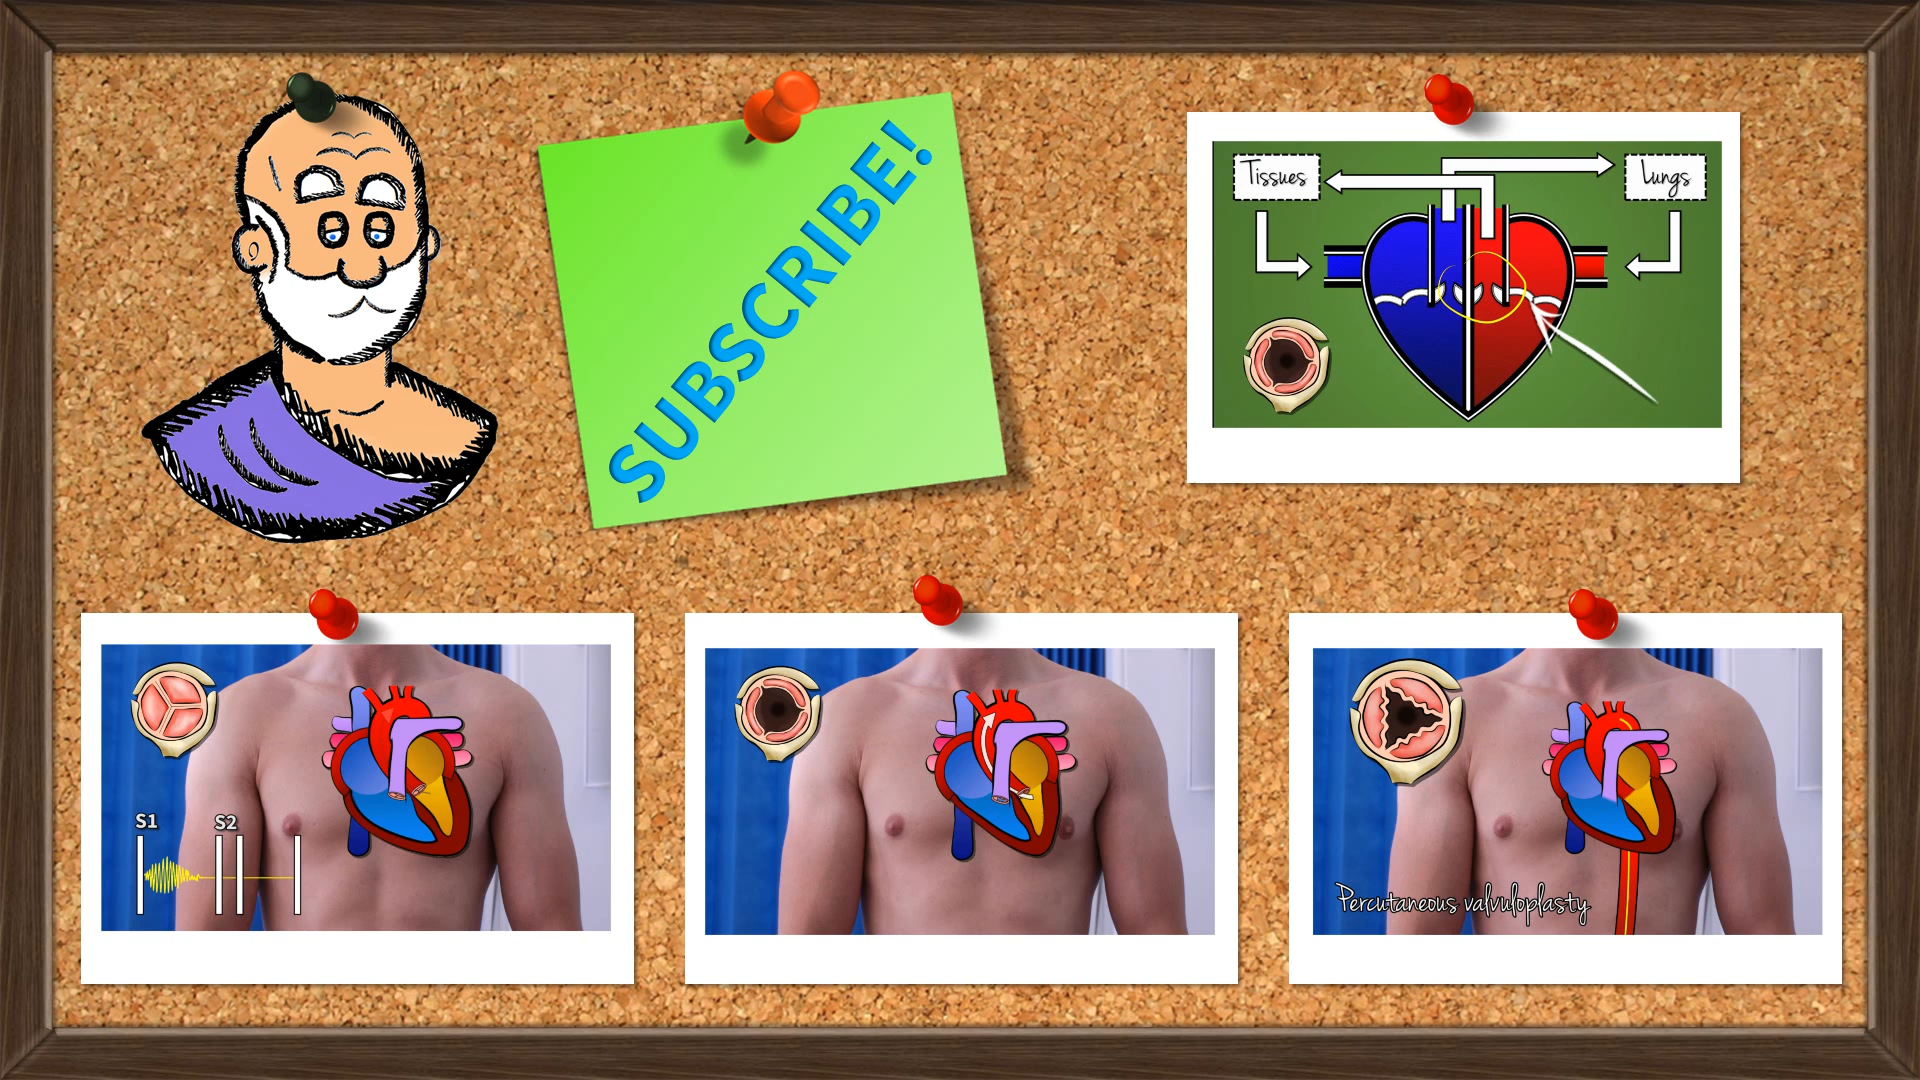 SUBSCRIBE!
Tissues
Lungs
S1
S2
Percutaneous valvuloplasty